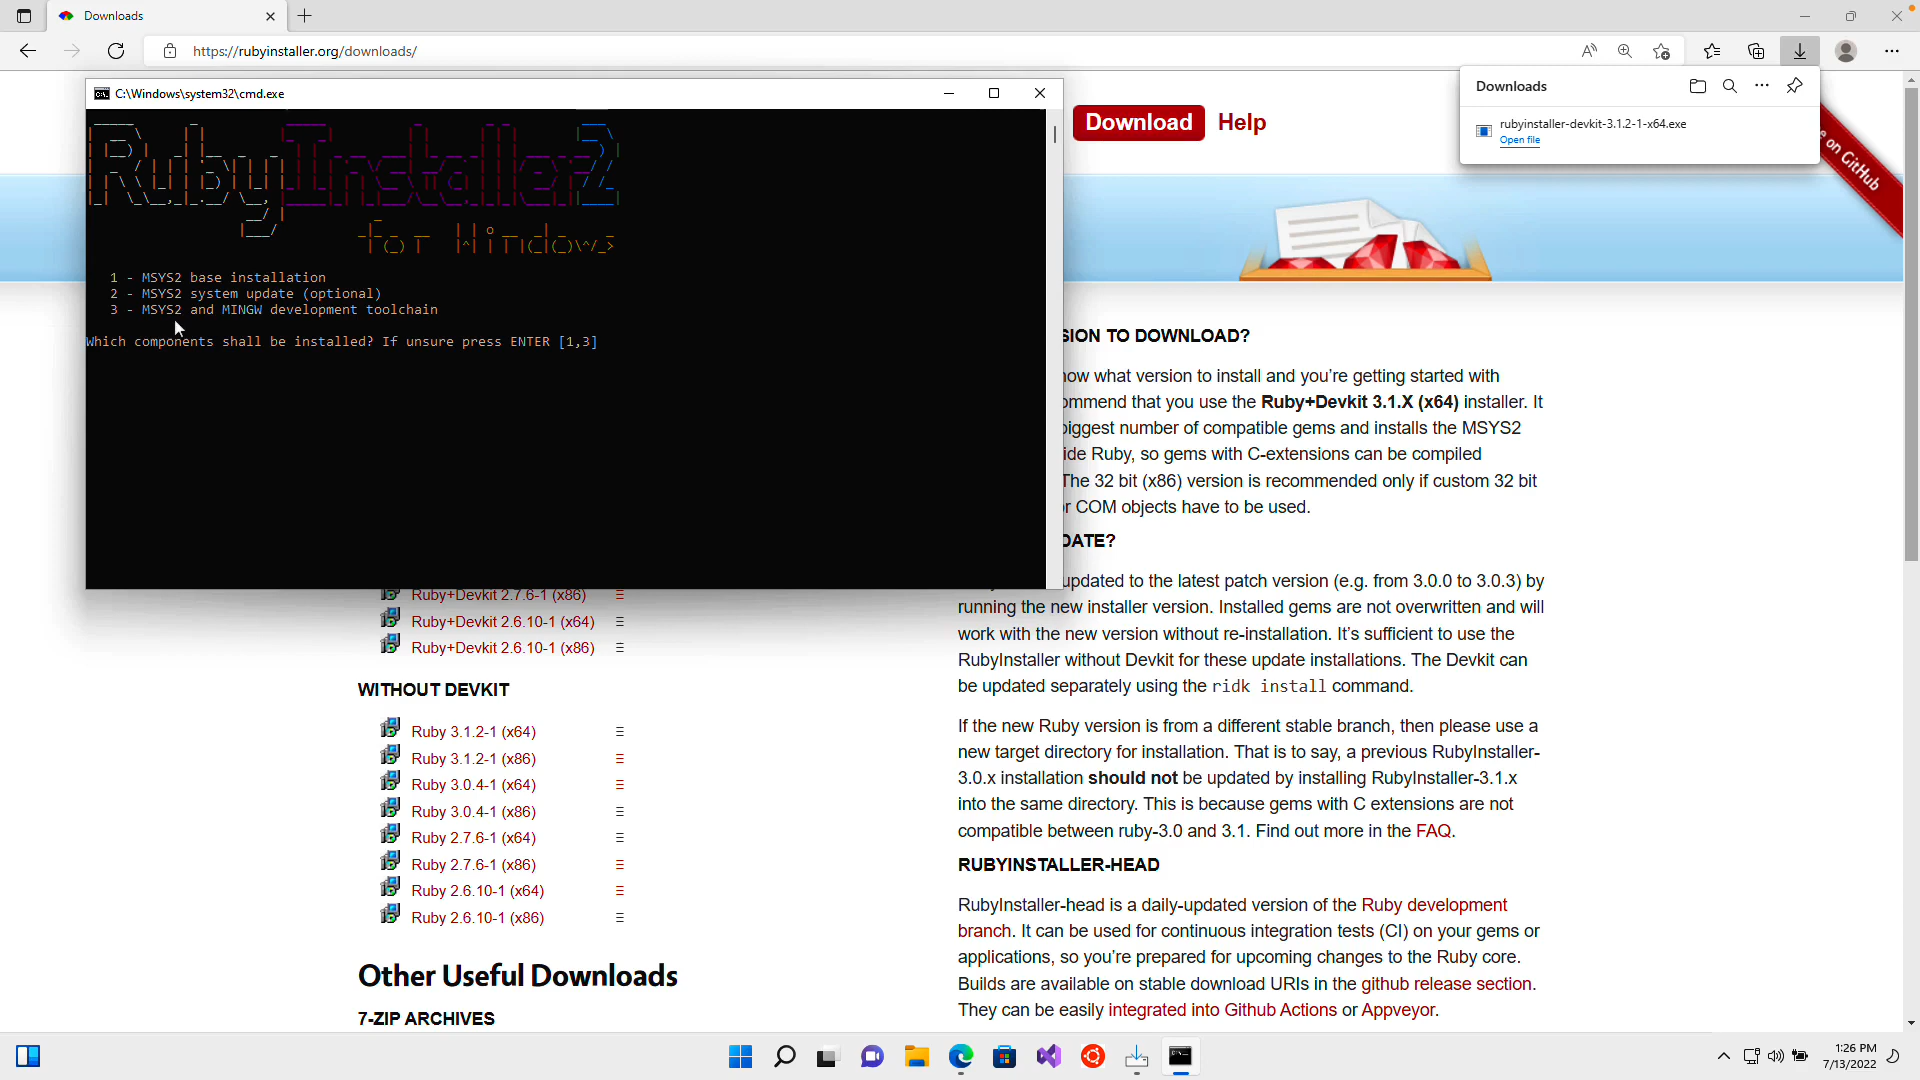 Downloads
https://rubyinstaller.org/downloads/
C:\Windows\system32\cmd.exe
RubyInstaller2
for Windows
1 - MSYS2 base installation
2 - MSYS2 system update (optional)
3 - MSYS2 and MINGW development toolchain
Which components shall be installed? If unsure press ENTER [1,3]
Download Help
Downloads
rubyinstaller-devkit-3.1.2-1-x64.exe
Open file
on GitHub
SION TO DOWNLOAD?
now what version to install and you're getting started with
ommend that you use the Ruby+Devkit 3.1.X (x64) installer. It
biggest number of compatible gems and installs the MSYS2
ide Ruby, so gems with C-extensions can be compiled
The 32 bit (x86) version is recommended only if custom 32 bit
r COM objects have to be used.
DATE?
updated to the latest patch version (e.g. from 3.0.0 to 3.0.3) by
running the new installer version. Installed gems are not overwritten and will
work with the new version without re-installation. It's sufficient to use the
RubyInstaller without Devkit for these update installations. The Devkit can
be updated separately using the ridk install command.
If the new Ruby version is from a different stable branch, then please use a
new target directory for installation. That is to say, a previous RubyInstaller-
3.0.x installation should not be updated by installing RubyInstaller-3.1.x
into the same directory. This is because gems with C extensions are not
compatible between ruby-3.0 and 3.1. Find out more in the FAQ.
RUBYINSTALLER-HEAD
RubyInstaller-head is a daily-updated version of the Ruby development
branch. It can be used for continuous integration tests (CI) on your gems or
applications, so you're prepared for upcoming changes to the Ruby core.
Builds are available on stable download URIs in the github release section.
They can be easily integrated into Github Actions or Appveyor.
Ruby+Devkit 2.7.6-1 (x86)
Ruby+Devkit 2.6.10-1 (x64)
Ruby+Devkit 2.6.10-1 (x86)
WITHOUT DEVKIT
Ruby 3.1.2-1 (x64)
Ruby 3.1.2-1 (x86)
Ruby 3.0.4-1 (x64)
Ruby 3.0.4-1 (x86)
Ruby 2.7.6-1 (x64)
Ruby 2.7.6-1 (x86)
Ruby 2.6.10-1 (x64)
Ruby 2.6.10-1 (x86)
Other Useful Downloads
7-ZIP ARCHIVES
1:26 PM
7/13/2022